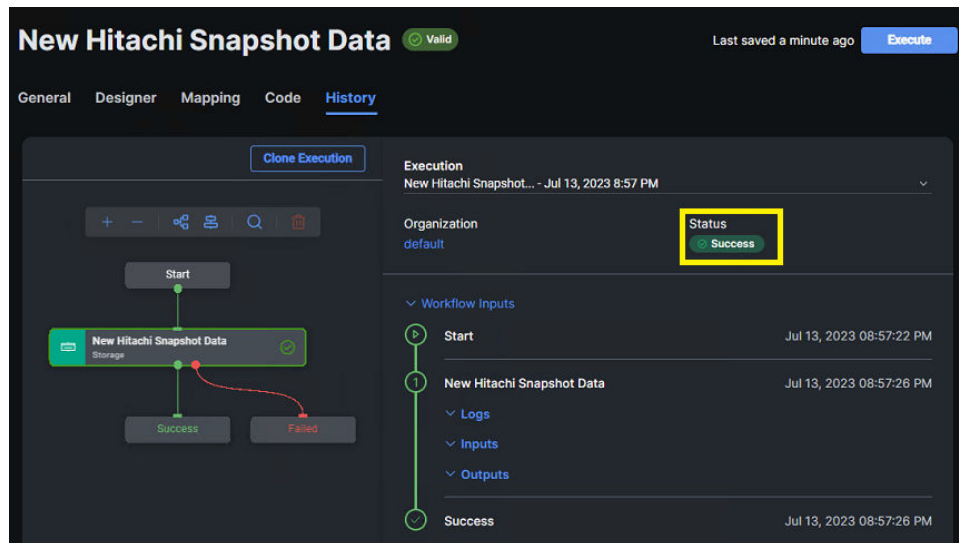 New Hitachi Snapshot Data
Valid
Last saved a minute ago
Execute
General Designer Mapping Code History
Clone Execution
Start
New Hitachi Snapshot Data
Storage
Success
Failed
Execution
New Hitachi Snapshot... - Jul 13, 2023 8:57 PM
Organization
default
Status
Success
Workflow Inputs
Start Jul 13, 2023 08:57:22 PM
1 New Hitachi Snapshot Data Jul 13, 2023 08:57:26 PM
Logs
Inputs
Outputs
Success Jul 13, 2023 08:57:26 PM